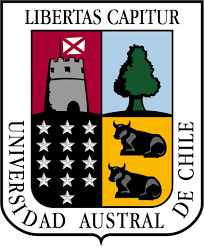 LIBERTAS CAPITUR
UNIVERSIDAD AUSTRAL DE CHILE